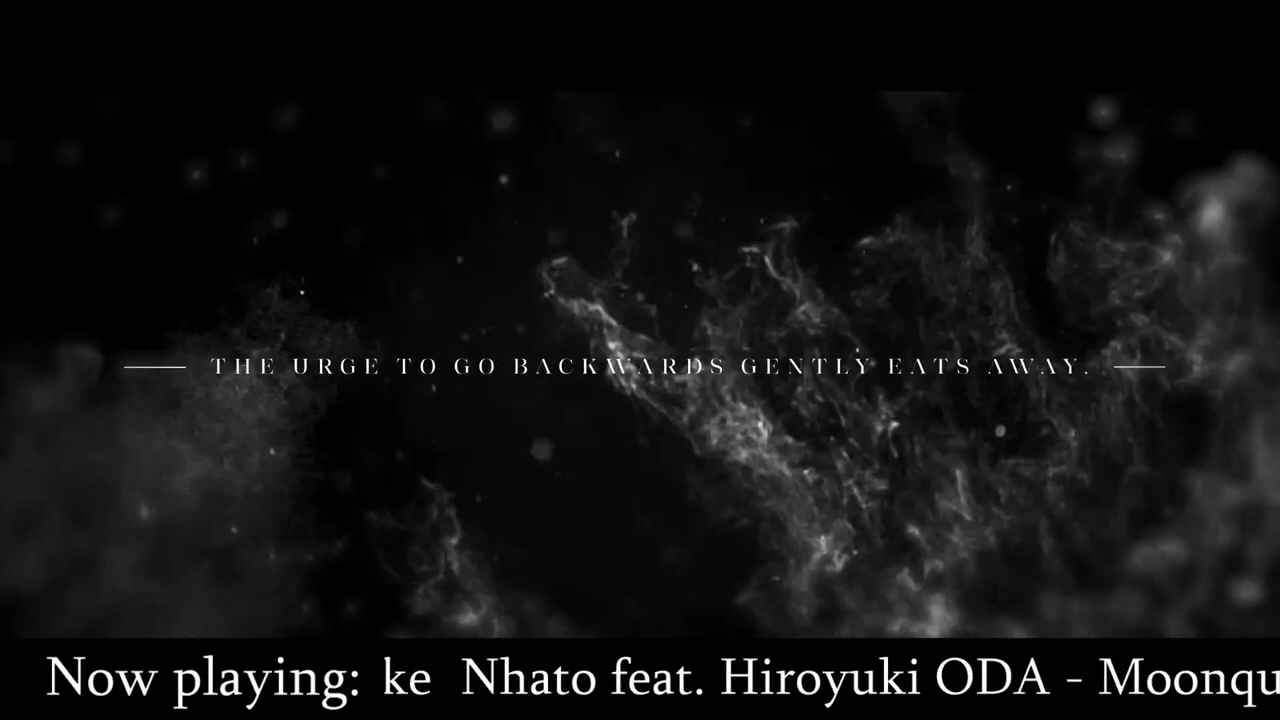 THE URGE TO GO BACKWARDS GENTLY EATS AWAY.
Now playing: ke Nhato feat. Hiroyuki ODA - Moonqu